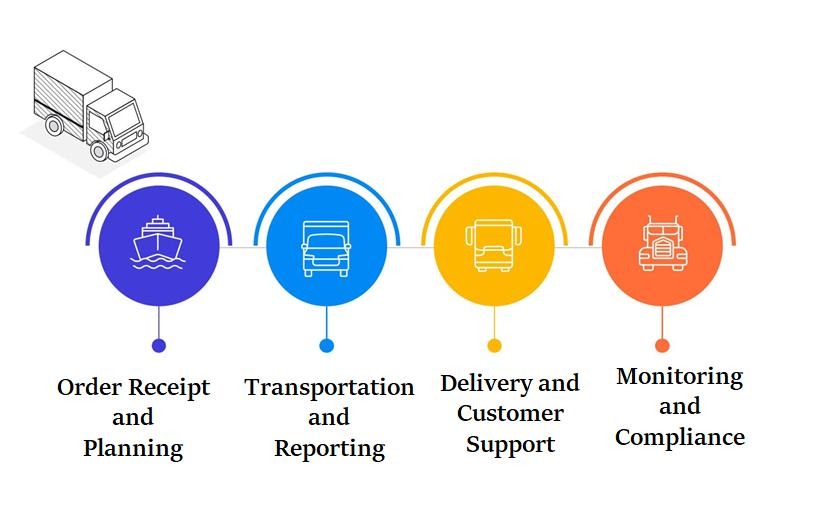 Order Receipt
and
Planning
Transportation
and
Reporting
Delivery and
Customer
Support
Monitoring
and
Compliance